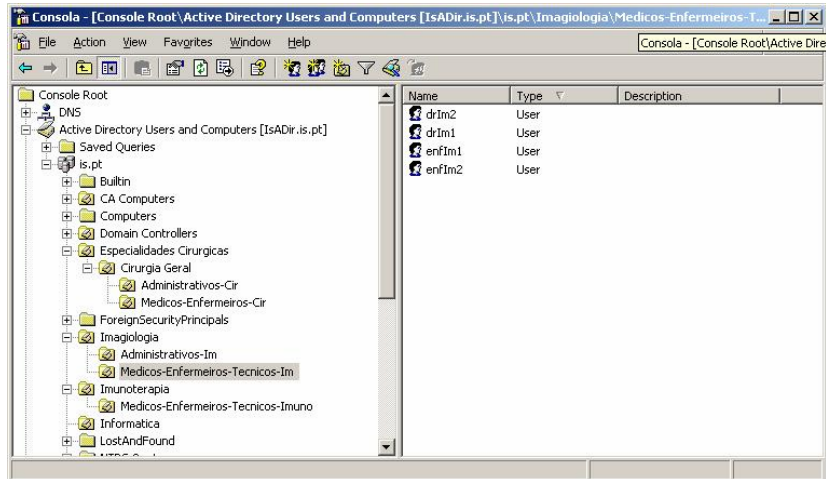 Consola - [Console Root\Active Directory Users and Computers [IsADir.is.pt]\is.pt\Imagiologia\Medicos-Enfermeiros-T...
File Action View Favorites Window Help
Consola - [Console Root\Active Dire
Console Root
DNS
Active Directory Users and Computers [IsADir.is.pt]
Saved Queries
is.pt
Builtin
CA Computers
Computers
Domain Controllers
Especialidades Cirurgicas
Cirurgia Geral
Administrativos-Cir
Medicos-Enfermeiros-Cir
ForeignSecurityPrincipals
Imagiologia
Administrativos-Im
Medicos-Enfermeiros-Tecnicos-Im
Imunoterapia
Medicos-Enfermeiros-Tecnicos-Imuno
Informatica
LostAndFound
Name Type Description
drIm2 User
drIm1 User
enfIm1 User
enfIm2 User